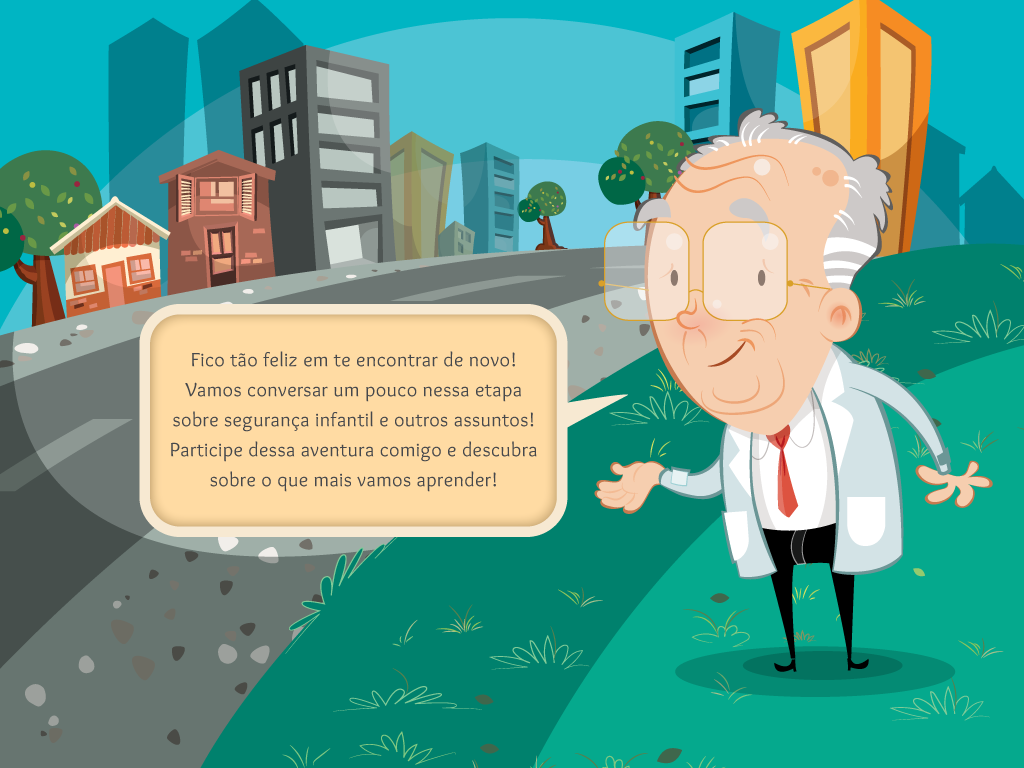 Fico tão feliz em te encontrar de novo!
Vamos conversar um pouco nessa etapa
sobre segurança infantil e outros assuntos!
Participe dessa aventura comigo e descubra
sobre o que mais vamos aprender!